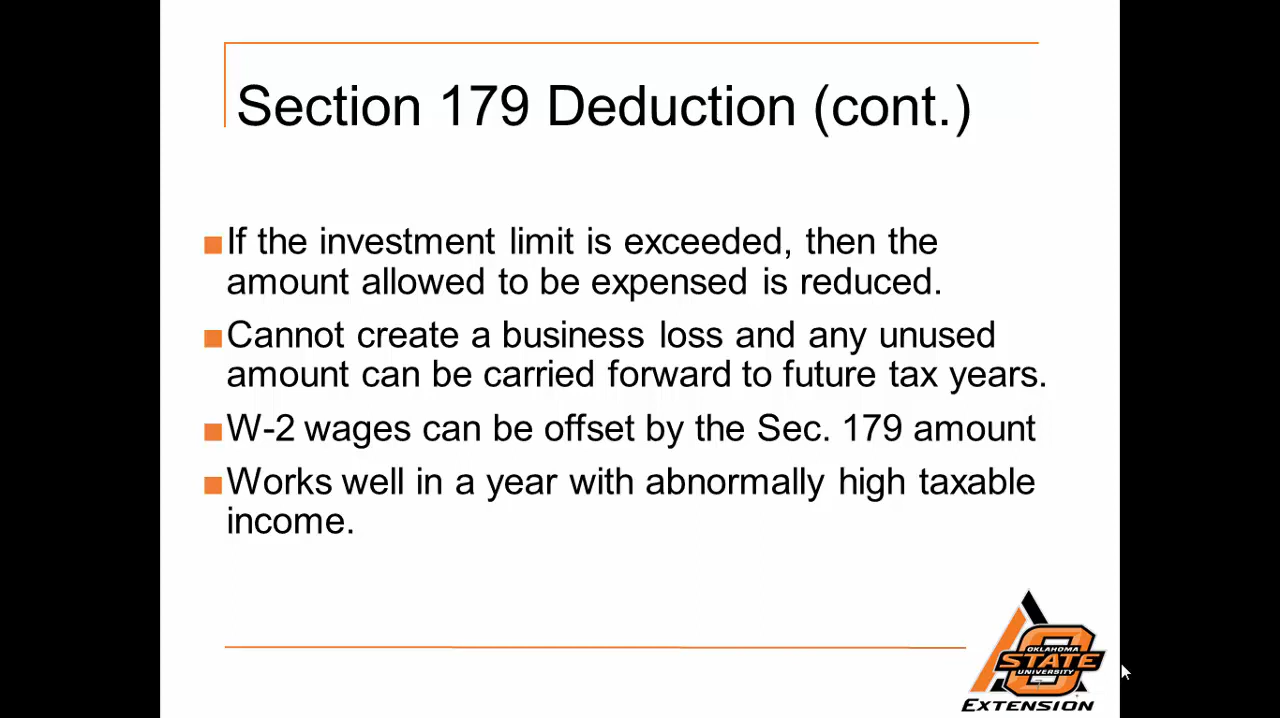 Section 179 Deduction (cont.)
■If the investment limit is exceeded, then the
amount allowed to be expensed is reduced.
■Cannot create a business loss and any unused
amount can be carried forward to future tax years.
■W-2 wages can be offset by the Sec. 179 amount
■Works well in a year with abnormally high taxable
income.
OKLAHOMA
STATE
UNIVERSITY
EXTENSION